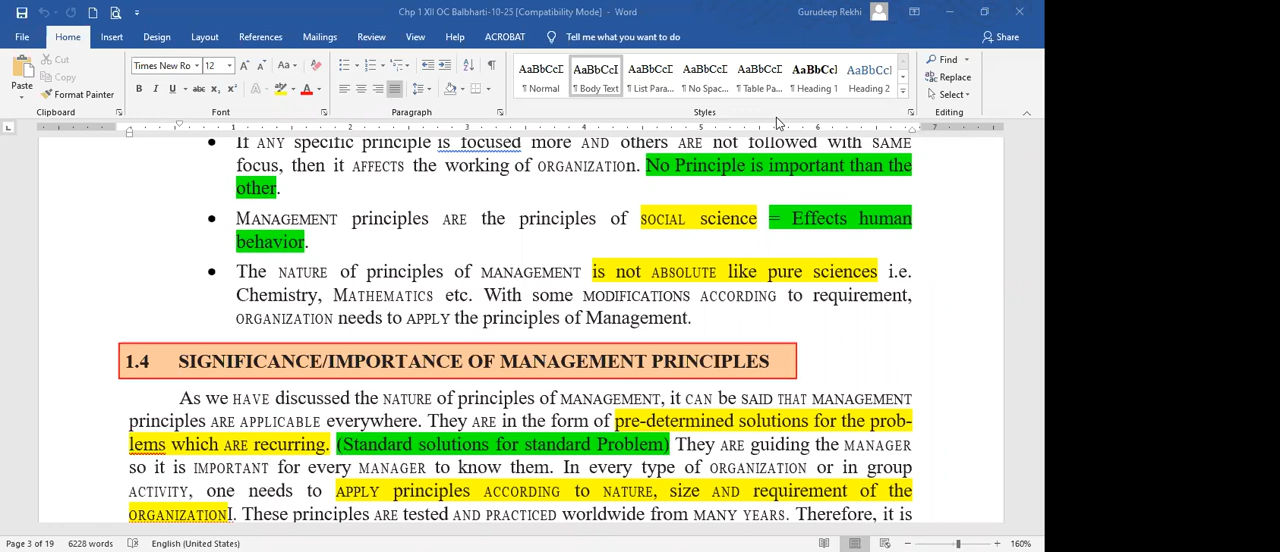 Chp 1 XII OC Balbharti-10-25 [Compatibility Mode] - Word
Gurudeep Rekhi
File Home Insert Design Layout References Mailings Review View Help ACROBAT Tell me what you want to do Share
Paste
Cut
Copy
Format Painter
Clipboard
Times New Ro 12
Font
Paragraph
AaBbCcI AaBbCcI AaBbCcI AaBbCcI AaBbCcI AaBbCcI AaBbCcI
¶ Normal ¶ Body Text ¶ List Para... ¶ No Spac... ¶ Table Pa... ¶ Heading 1 ¶ Heading 2
Styles
Find
Replace
Select
Editing
1 2 3 4 5 6 7
• If ANY specific principle is focused more AND others ARE not followed with SAME
focus, then it AFFECTS the working of ORGANIZATIOn. No Principle is important than the
other.
• MANAGEMENT principles ARE the principles of SOCIAL science = Effects human
behavior.
• The NATURE of principles of MANAGEMENT is not ABSOLUTE like pure sciences i.e.
Chemistry, MATHEMATICS etc. With some MODIFICATIONS ACCORDING to requirement,
ORGANIZATION needs to APPLY the principles of Management.
1.4 SIGNIFICANCE/IMPORTANCE OF MANAGEMENT PRINCIPLES
As we HAVE discussed the NATURE of principles of MANAGEMENT, it CAN be SAID THAT MANAGEMENT
principles ARE APPLICABLE everywhere. They ARE in the form of pre-determined solutions for the prob-
lems which ARE recurring. (Standard solutions for standard Problem) They ARE guiding the MANAGER
so it is IMPORTANT for every MANAGER to know them. In every type of ORGANIZATION or in group
ACTIVITY, one needs to APPLY principles ACCORDING to NATURE, size AND requirement of the
ORGANIZATION. These principles ARE tested AND PRACTICED worldwide from MANY YEARS. Therefore, it is
Page 3 of 19 6228 words English (United States) 160%